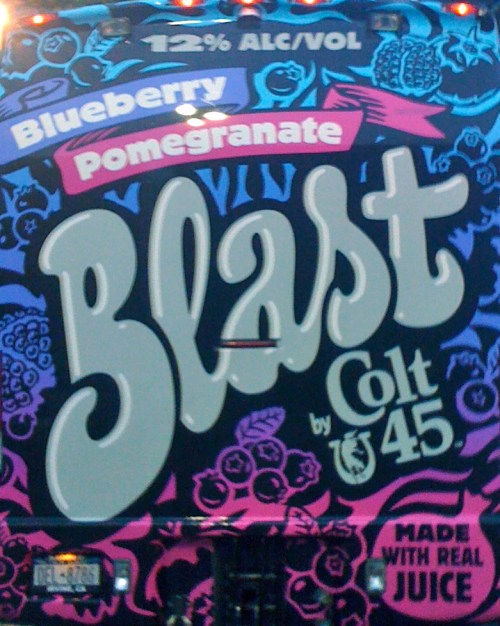 12% ALC/VOL
Blueberry
Pomegranate
Blast
by Colt
45
MADE
WITH REAL
JUICE